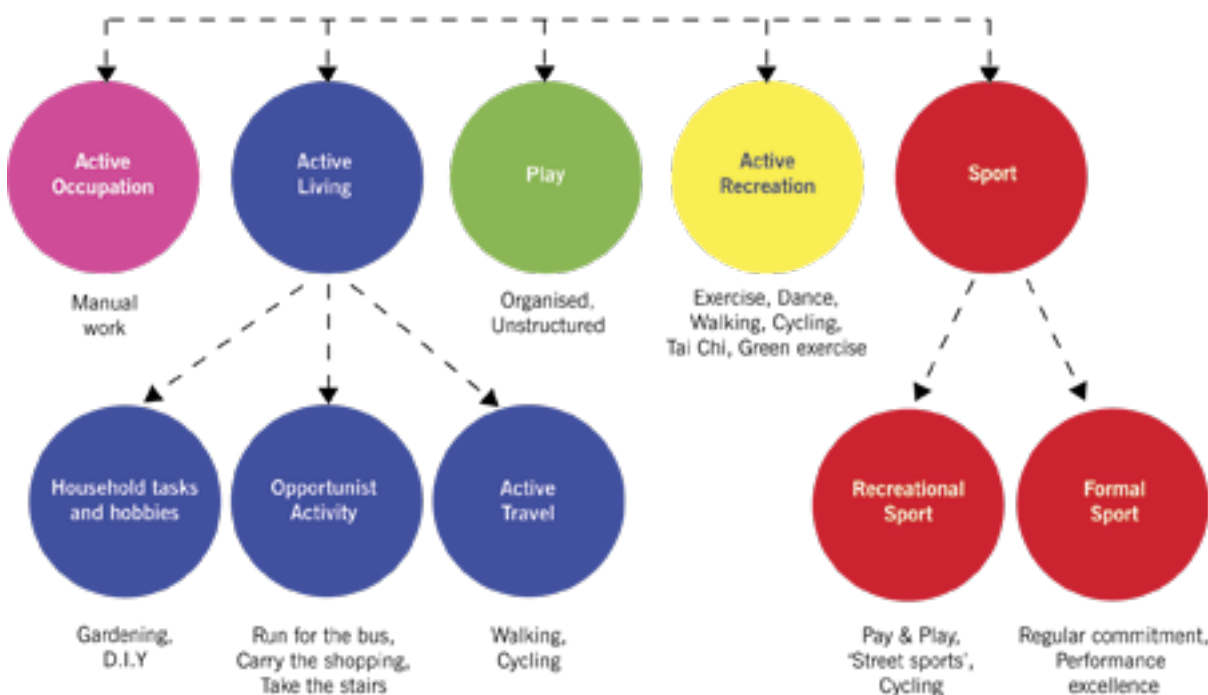 Active
Occupation
Active
Living
Play
Active
Recreation
Sport
Manual
work
Organised,
Unstructured
Exercise, Dance,
Walking, Cycling,
Tai Chi, Green exercise
Household tasks
and hobbies
Opportunist
Activity
Active
Travel
Recreational
Sport
Formal
Sport
Gardening,
D.I.Y
Run for the bus,
Carry the shopping,
Take the stairs
Walking,
Cycling
Pay & Play,
'Street sports',
Cycling
Regular commitment,
Performance
excellence